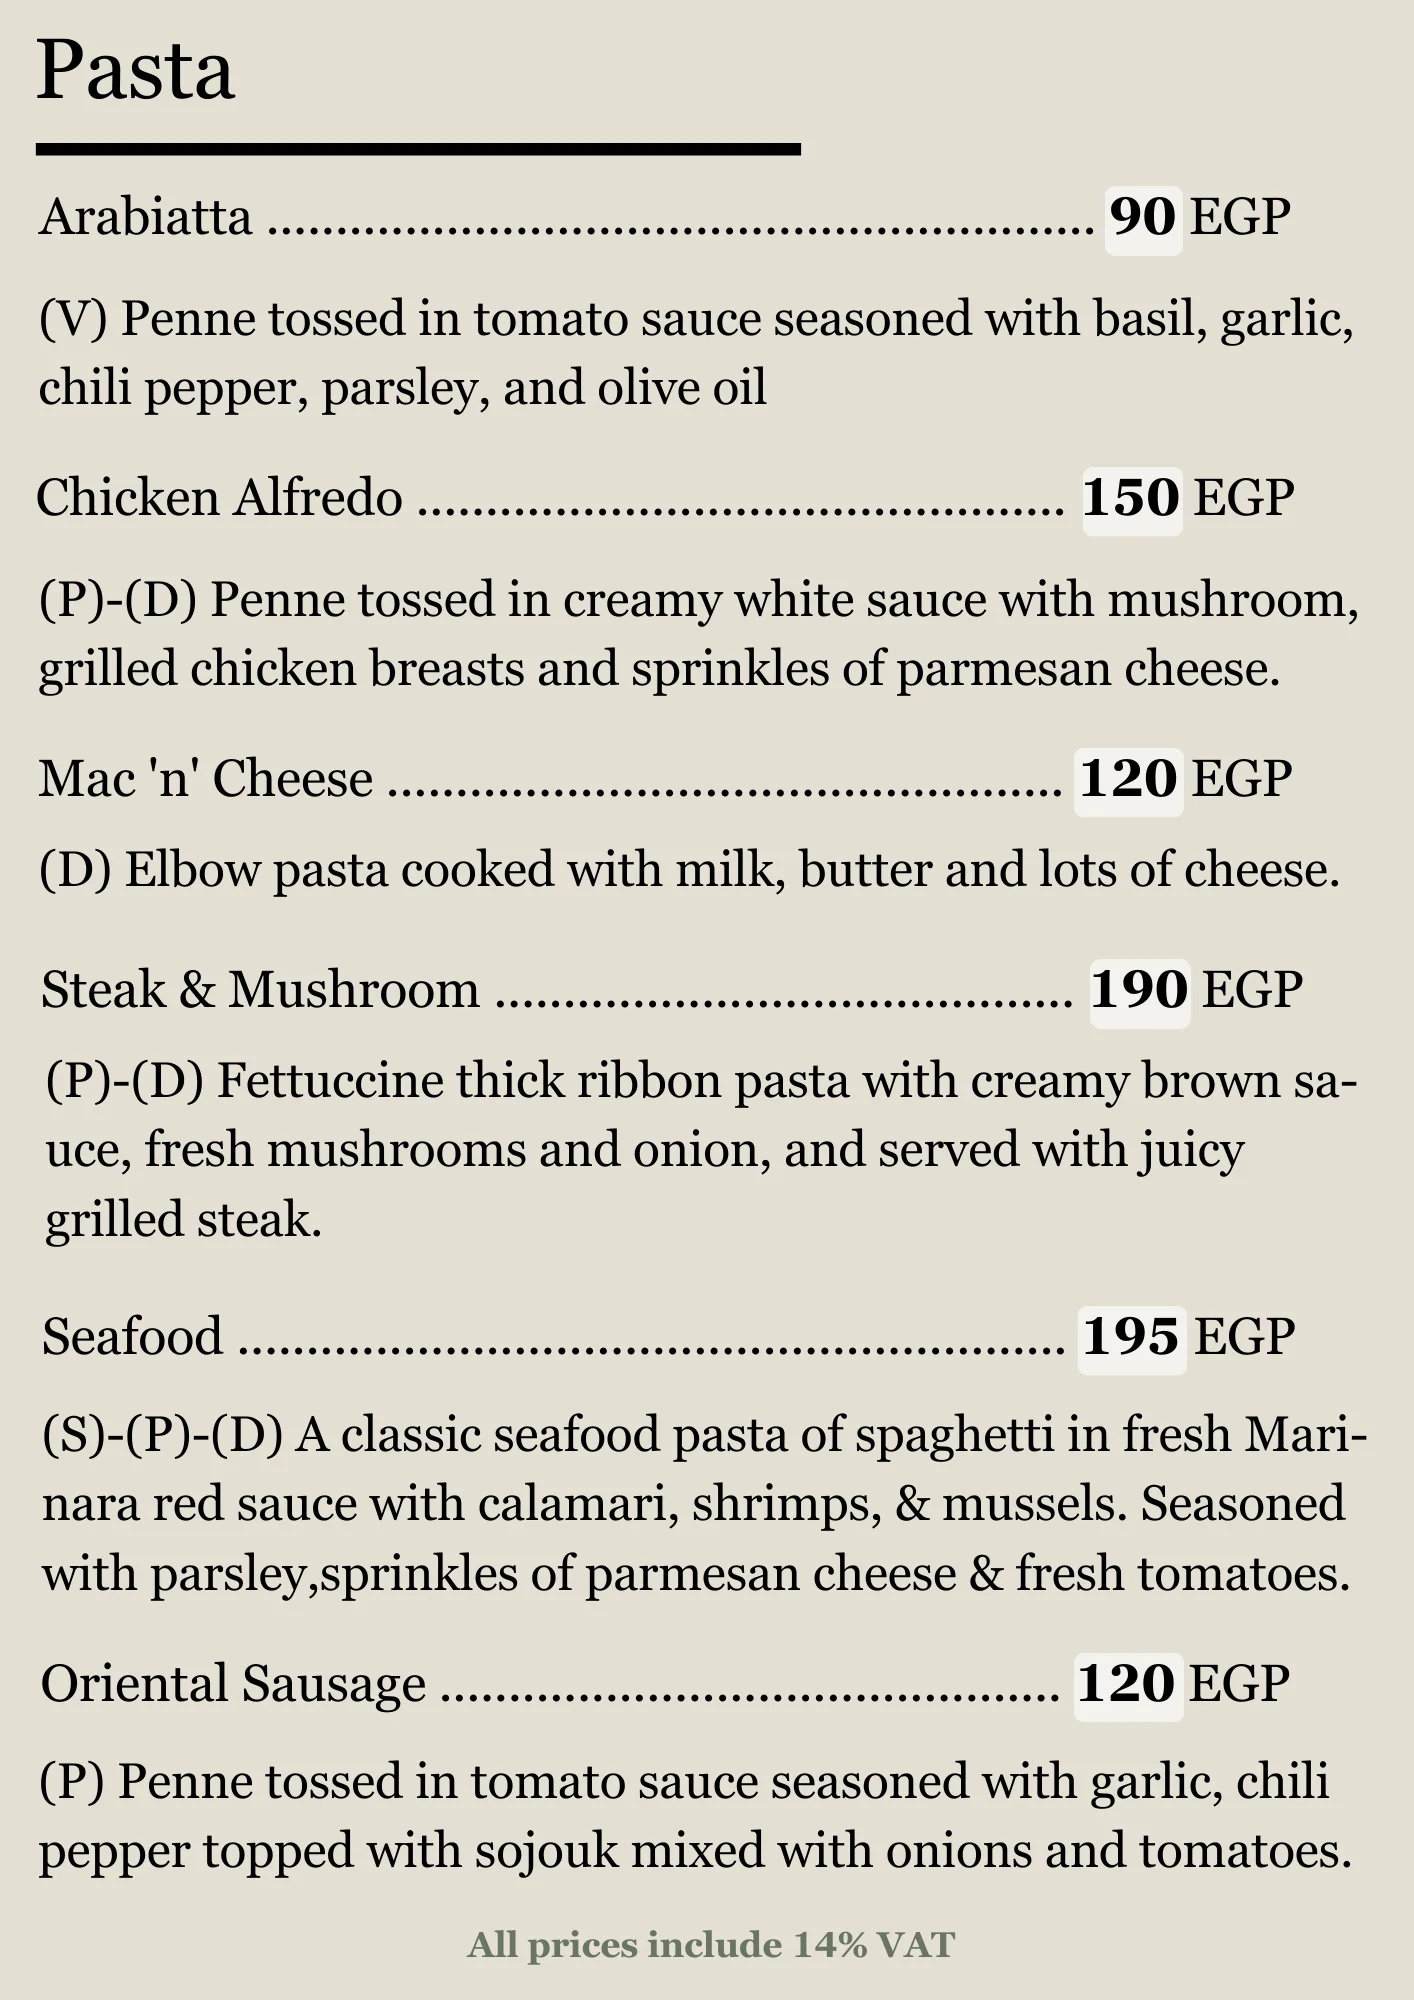 Pasta
Arabiatta ............................................................ 90 EGP
(V) Penne tossed in tomato sauce seasoned with basil, garlic,
chili pepper, parsley, and olive oil
Chicken Alfredo ............................................... 150 EGP
(P)-(D) Penne tossed in creamy white sauce with mushroom,
grilled chicken breasts and sprinkles of parmesan cheese.
Mac 'n' Cheese ................................................. 120 EGP
(D) Elbow pasta cooked with milk, butter and lots of cheese.
Steak & Mushroom .......................................... 190 EGP
(P)-(D) Fettuccine thick ribbon pasta with creamy brown sa-
uce, fresh mushrooms and onion, and served with juicy
grilled steak.
Seafood ............................................................ 195 EGP
(S)-(P)-(D) A classic seafood pasta of spaghetti in fresh Mari-
nara red sauce with calamari, shrimps, & mussels. Seasoned
with parsley,sprinkles of parmesan cheese & fresh tomatoes.
Oriental Sausage ............................................. 120 EGP
(P) Penne tossed in tomato sauce seasoned with garlic, chili
pepper topped with sojouk mixed with onions and tomatoes.
All prices include 14% VAT